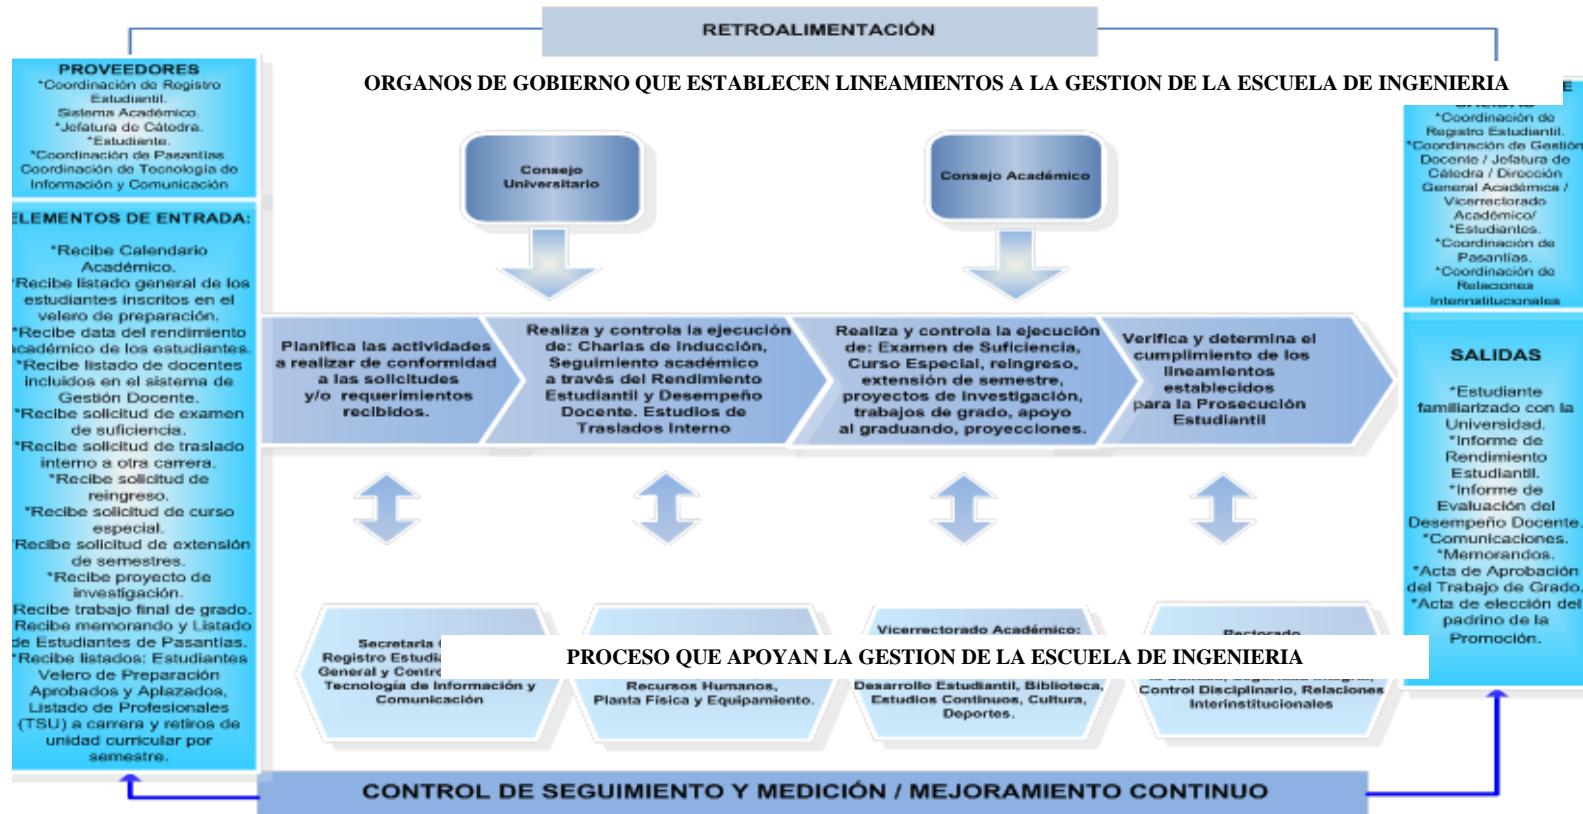 RETROALIMENTACIÓN
ORGANOS DE GOBIERNO QUE ESTABLECEN LINEAMIENTOS A LA GESTION DE LA ESCUELA DE INGENIERIA
PROVEEDORES
*Coordinación de Registro
Estudiantil.
Sistema Académico.
*Jefatura de Cátedra.
*Estudiante.
*Coordinación de Pasantías.
Coordinación de Tecnología de
Información y Comunicación
ELEMENTOS DE ENTRADA:
*Recibe Calendario
Académico.
*Recibe listado general de los
estudiantes inscritos en el
velero de preparación.
*Recibe data del rendimiento
académico de los estudiantes.
*Recibe listado de docentes
incluidos en el sistema de
Gestión Docente.
*Recibe solicitud de examen
de suficiencia.
*Recibe solicitud de traslado
interno a otra carrera.
*Recibe solicitud de
reingreso.
*Recibe solicitud de curso
especial.
*Recibe solicitud de extensión
de semestres.
*Recibe proyecto de
investigación.
Recibe trabajo final de grado.
Recibe memorando y Listado
de Estudiantes de Pasantías.
*Recibe listados: Estudiantes
Velero de Preparación
Aprobados y Aplazados,
Listado de Profesionales
(TSU) a carrera y retiros de
unidad curricular por
semestre.
Consejo
Universitario
Consejo Académico
Planifica las actividades
a realizar de conformidad
a las solicitudes
y/o requerimientos
recibidos.
Realiza y controla la ejecución
de: Charlas de Inducción,
Seguimiento académico
a través del Rendimiento
Estudiantil y Desempeño
Docente. Estudios de
Traslados Interno
Realiza y controla la ejecución
de: Examen de Suficiencia,
Curso Especial, reingreso,
extensión de semestre,
proyectos de investigación,
trabajos de grado, apoyo
al graduando, proyecciones.
Verifica y determina el
cumplimiento de los
lineamientos
establecidos
para la Prosecución
Estudiantil
Secretaria
Registro
General y
Tecnología de Información y
Comunicación
Recursos Humanos,
Planta Física y Equipamiento.
Vicerrectorado Académico:
Desarrollo Estudiantil, Biblioteca,
Estudios Continuos, Cultura,
Deportes.
Rectorado
Control Disciplinario, Relaciones
Interinstitucionales
PROCESO QUE APOYAN LA GESTION DE LA ESCUELA DE INGENIERIA
SALIDAS
*Coordinación de
Registro Estudiantil.
*Coordinación de Gestión
Docente / Jefatura de
Cátedra / Dirección
General Académica /
Vicerrectorado
Académico/
*Estudiantes.
*Coordinación de
Pasantías.
*Coordinación de
Relaciones
Interinstitucionales
SALIDAS
*Estudiante
familiarizado con la
Universidad.
*Informe de
Rendimiento
Estudiantil.
*Informe de
Evaluación del
Desempeño Docente.
*Comunicaciones.
*Memorandos.
*Acta de Aprobación
del Trabajo de Grado.
*Acta de elección del
padrino de la
Promoción.
CONTROL DE SEGUIMIENTO Y MEDICIÓN / MEJORAMIENTO CONTINUO